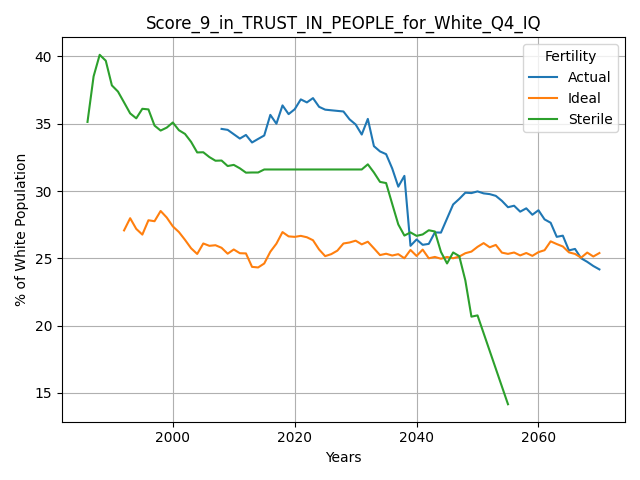 Score_9_in_TRUST_IN_PEOPLE_for_White_Q4_IQ
Fertility
Actual
Ideal
Sterile
% of White Population
40
35
30
25
20
15
2000
2020
2040
2060
Years